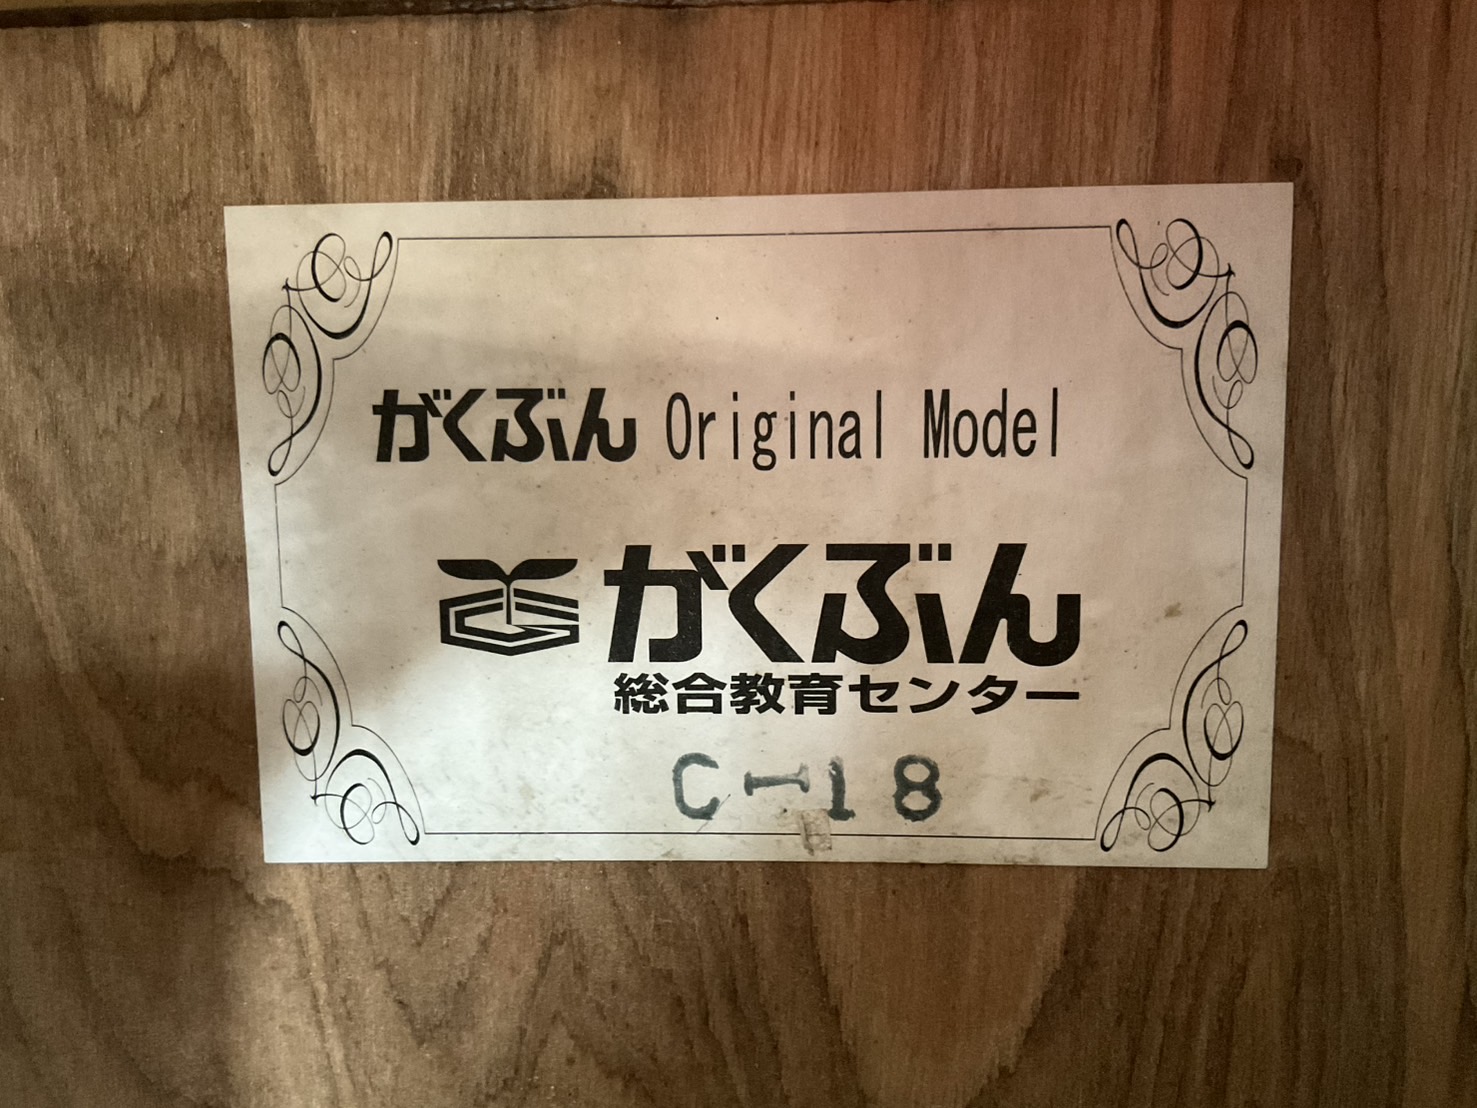 がくぶん Original Model
がくぶん
総合教育センター
C-18